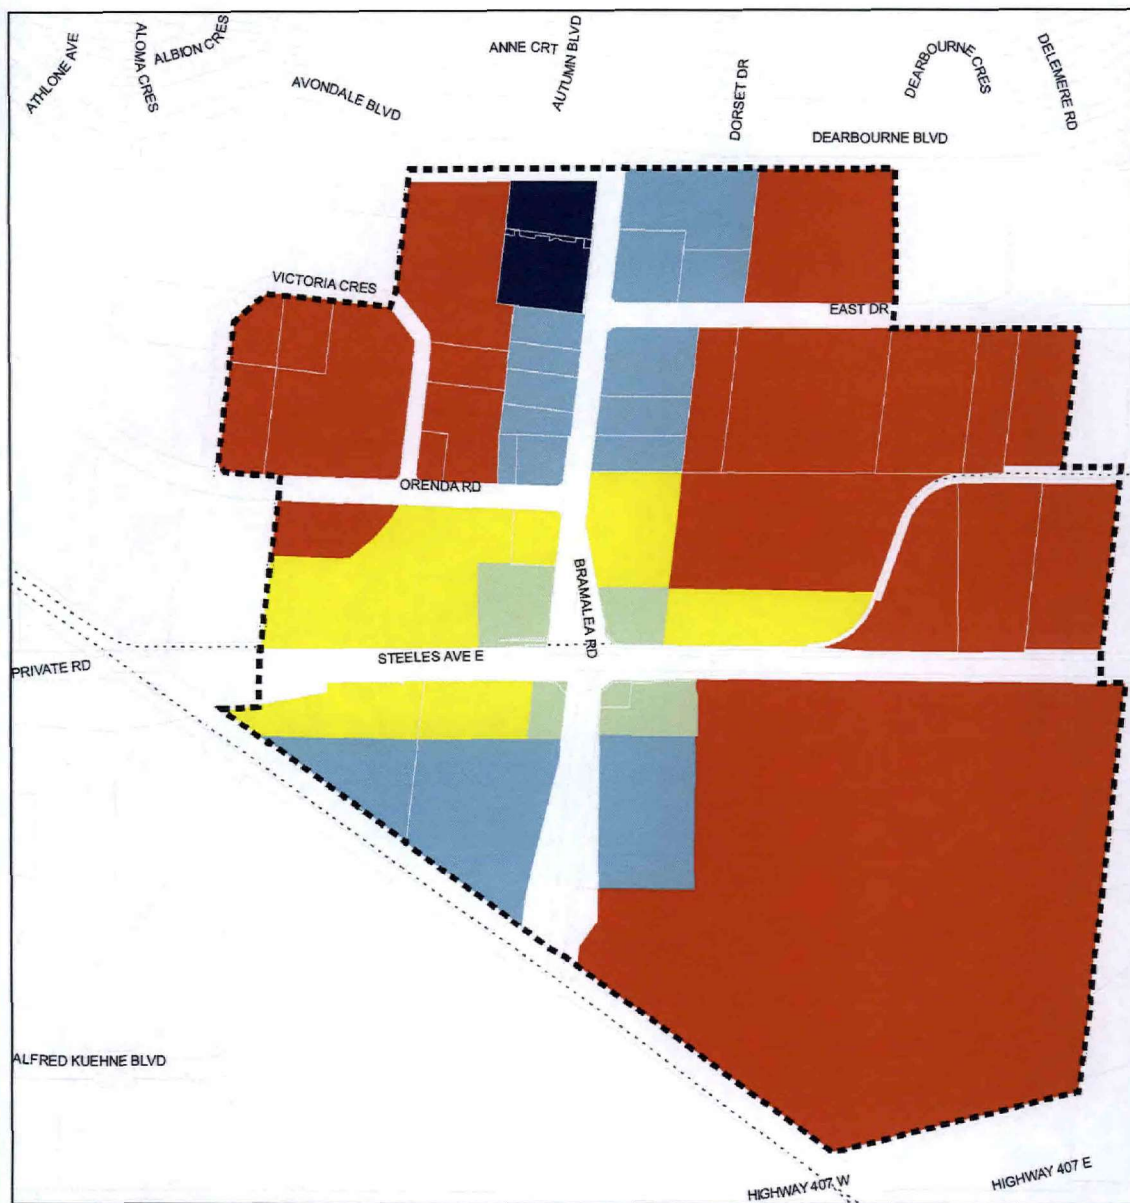 ATHLONE AVE
ALOMA CRES
ALBION CRES
AVONDALE BLVD
ANNE CRT
AUTUMN BLVD
DORSET DR
DEARBOURNE CRES
DELEMERE RD
DEARBOURNE BLVD
VICTORIA CRES
EAST DR
ORENDA RD
BRAMALEA RD
STEELES AVE E
PRIVATE RD
ALFRED KUEHNE BLVD
HIGHWAY 407 W
HIGHWAY 407 E